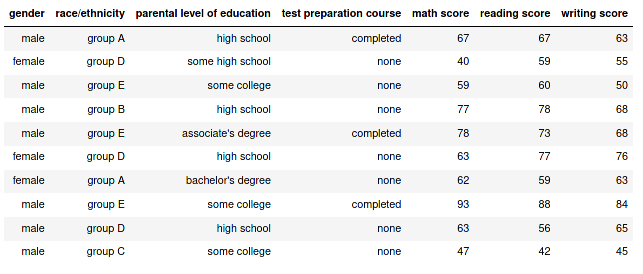 gender race/ethnicity parental level of education test preparation course math score reading score writing score
male group A high school completed 67 67 63
female group D some high school none 40 59 55
male group E some college none 59 60 50
male group B high school none 77 78 68
male group E associate's degree completed 78 73 68
female group D high school none 63 77 76
female group A bachelor's degree none 62 59 63
male group E some college completed 93 88 84
male group D high school none 63 56 65
male group C some college none 47 42 45